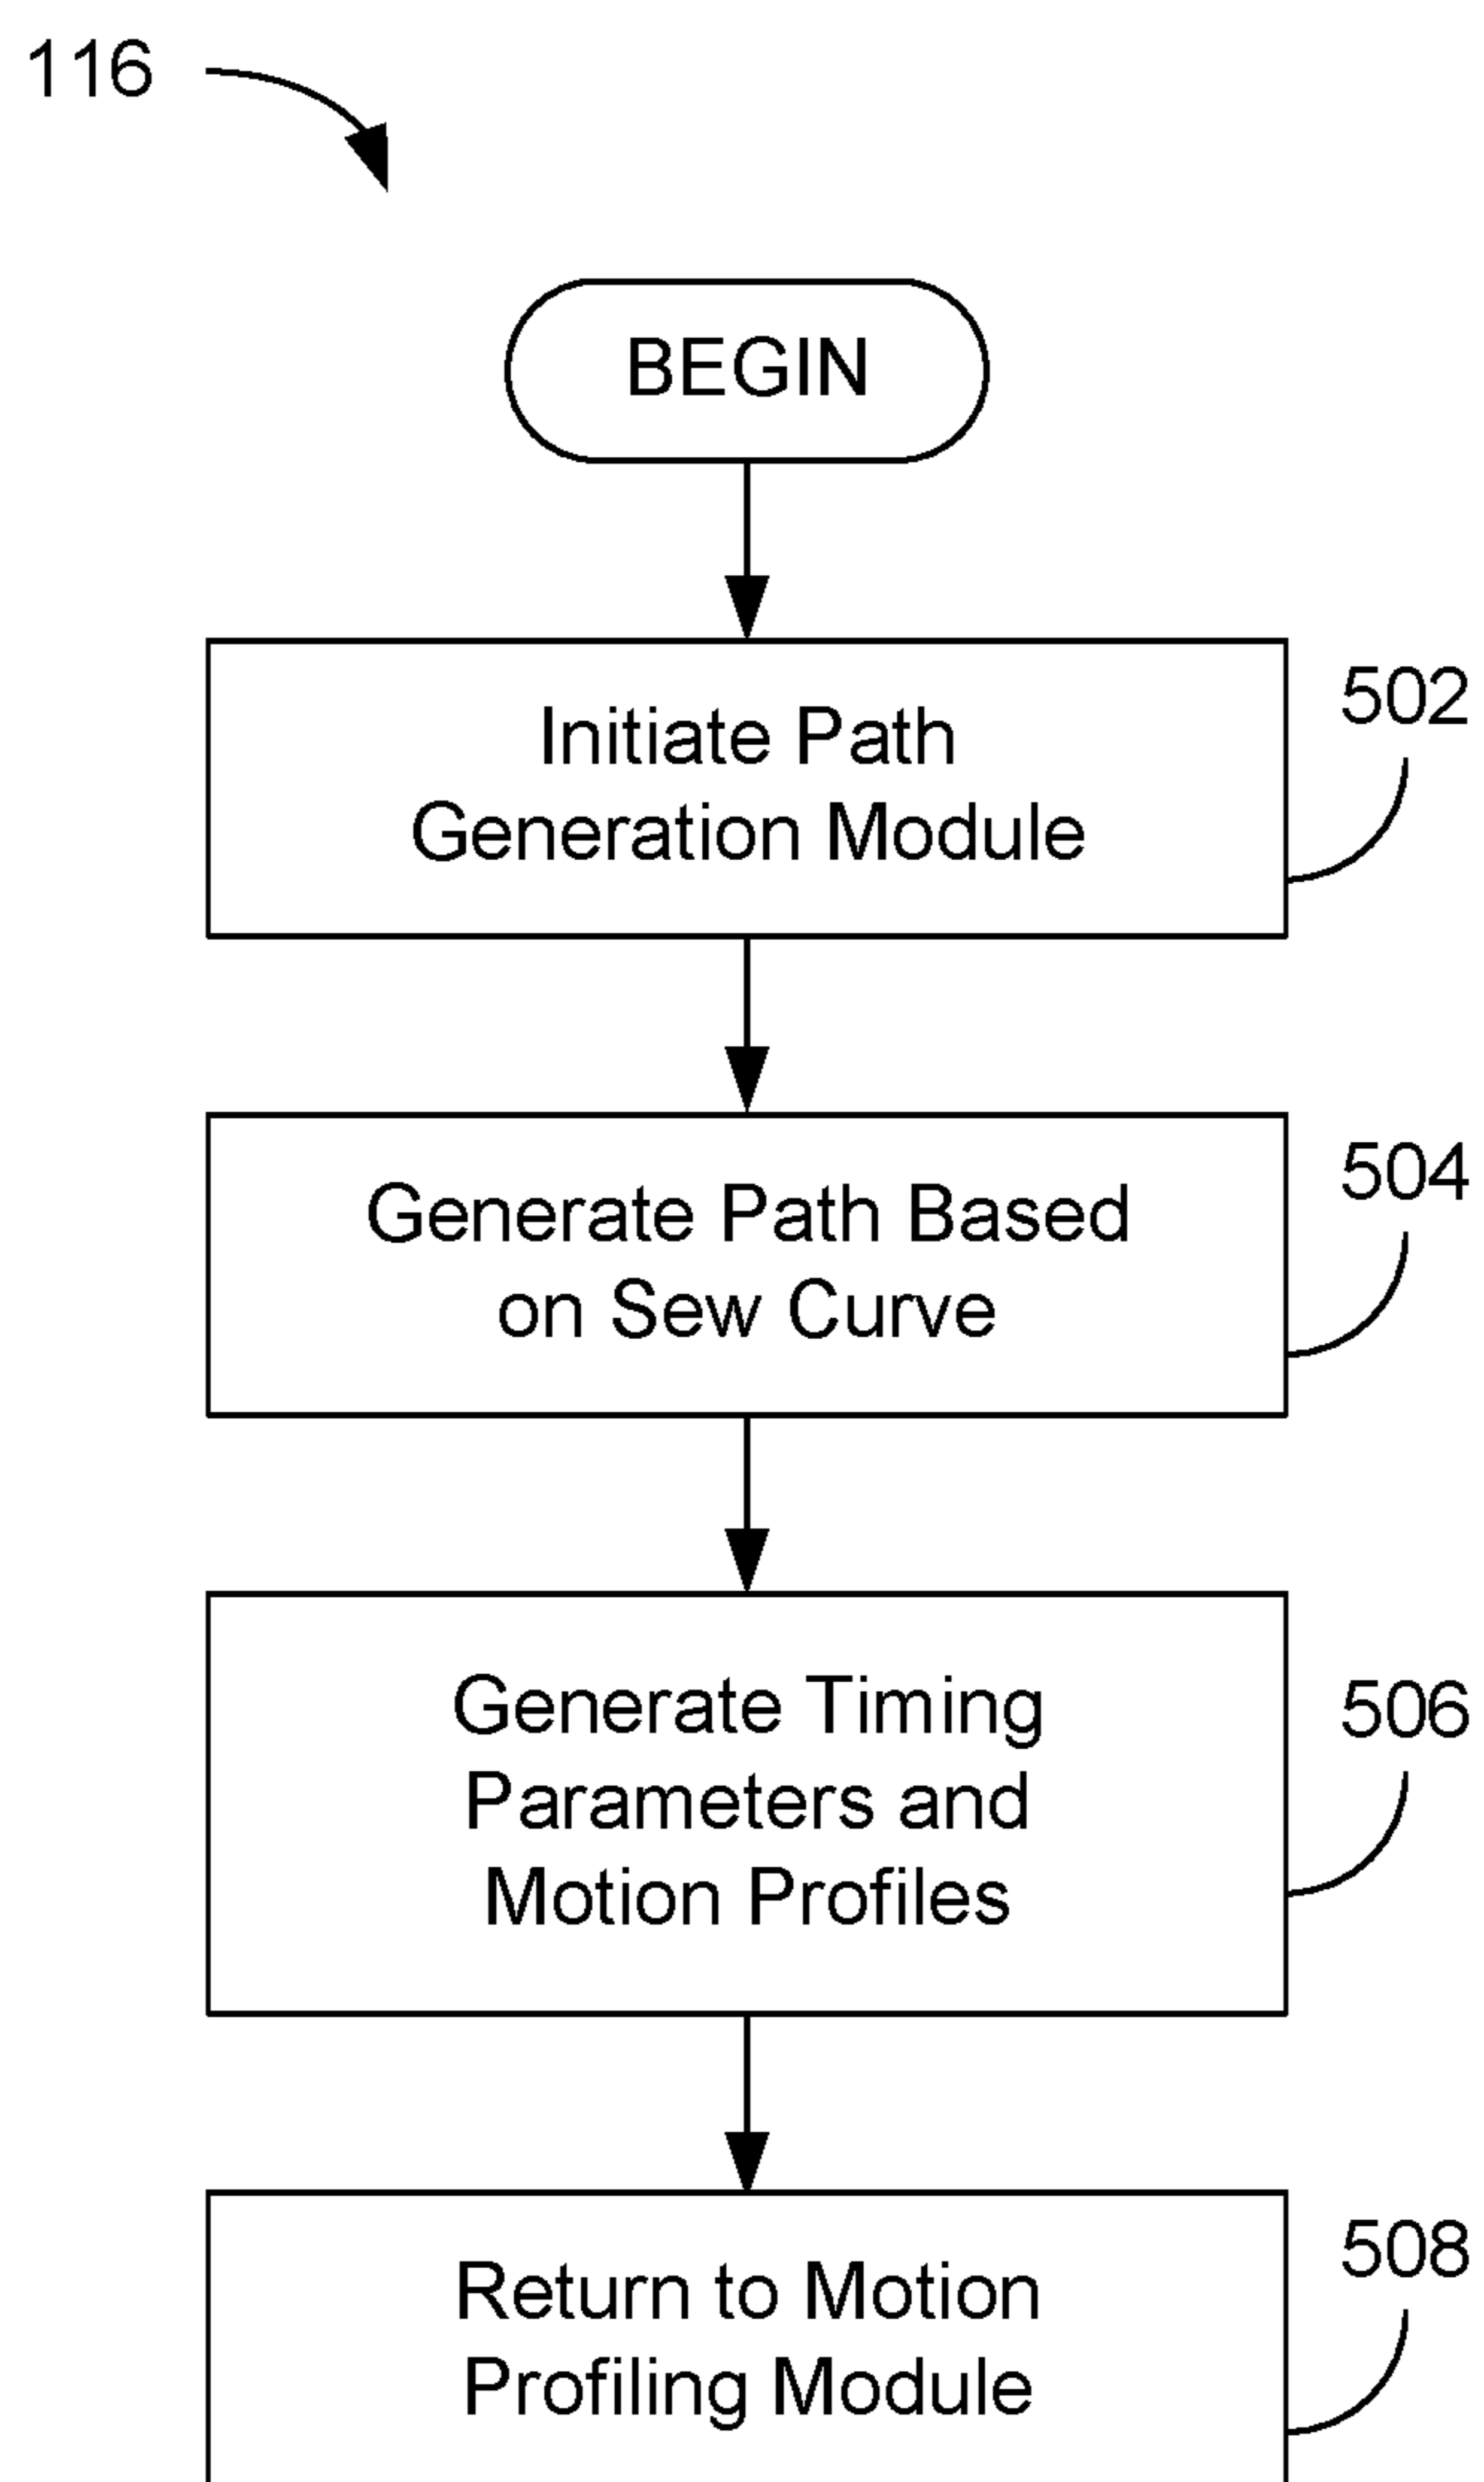 116
BEGIN
Initiate Path
Generation Module
502
Generate Path Based
on Sew Curve
504
Generate Timing
Parameters and
Motion Profiles
506
Return to Motion
Profiling Module
508